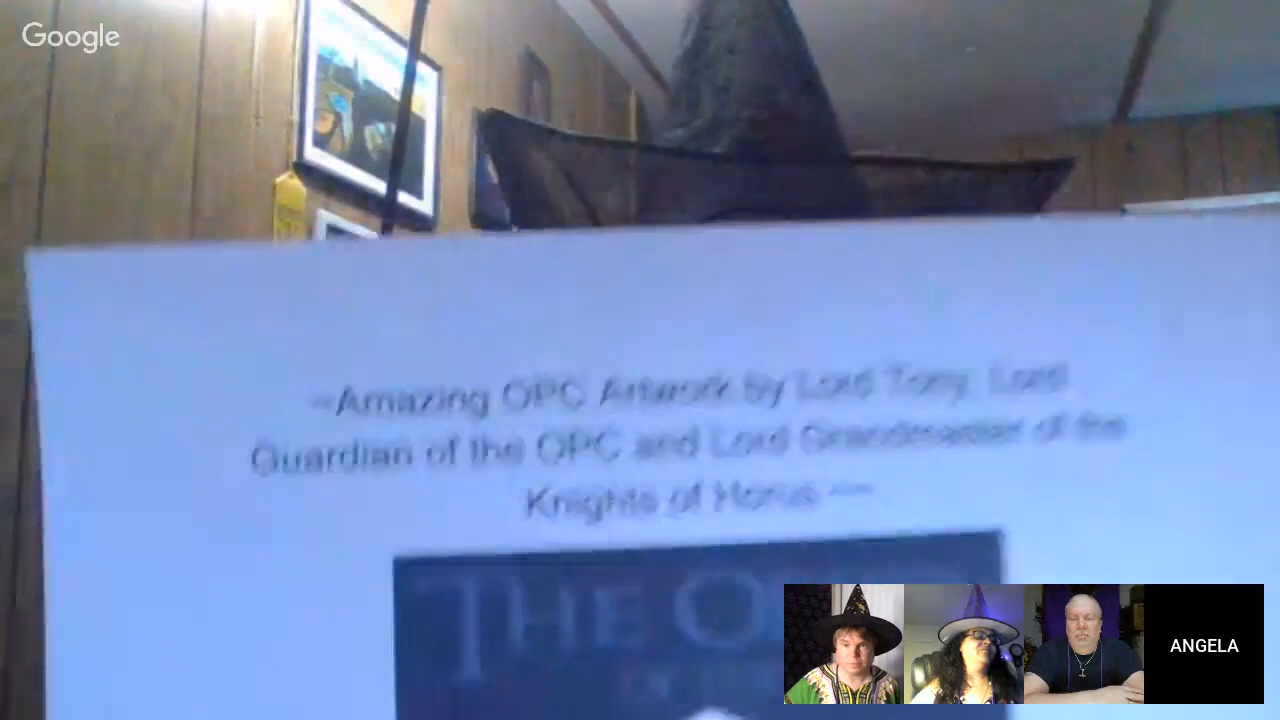 Google
~Amazing OPC Artwork by Lord Tony, Lord
Guardian of the OPC and Lord Grandmaster of the
Knights of Horus ~~
THE
ANGELA